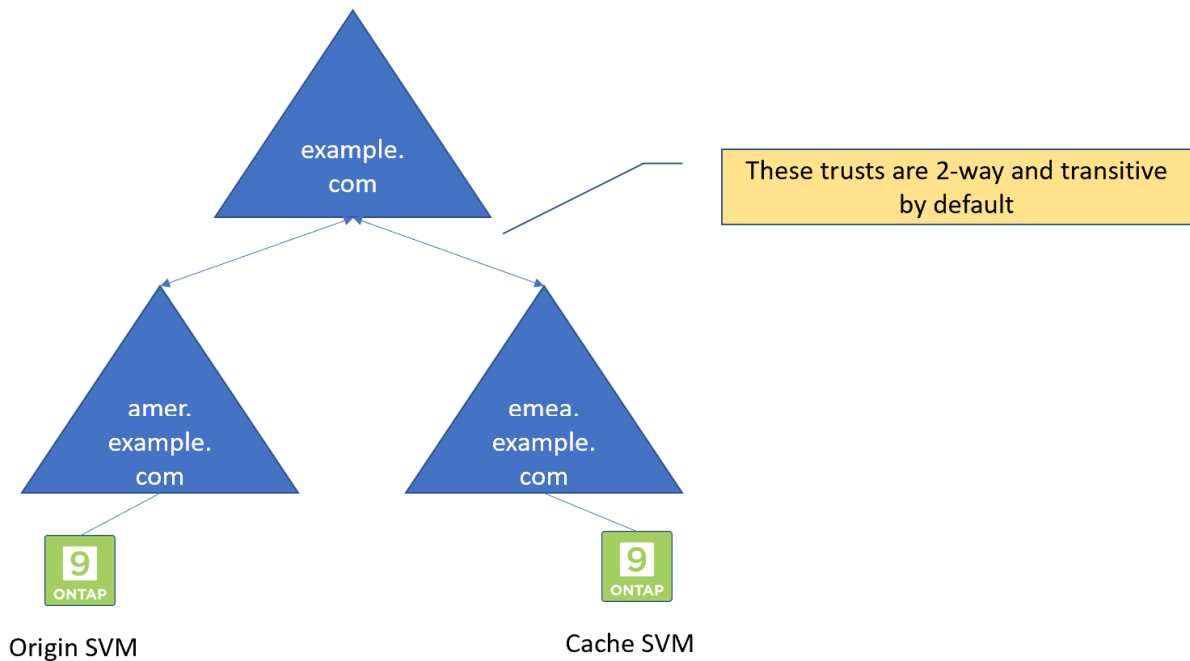 example.
com
These trusts are 2-way and transitive
by default
amer.
example.
com
emea.
example.
com
9
ONTAP
9
ONTAP
Origin SVM
Cache SVM